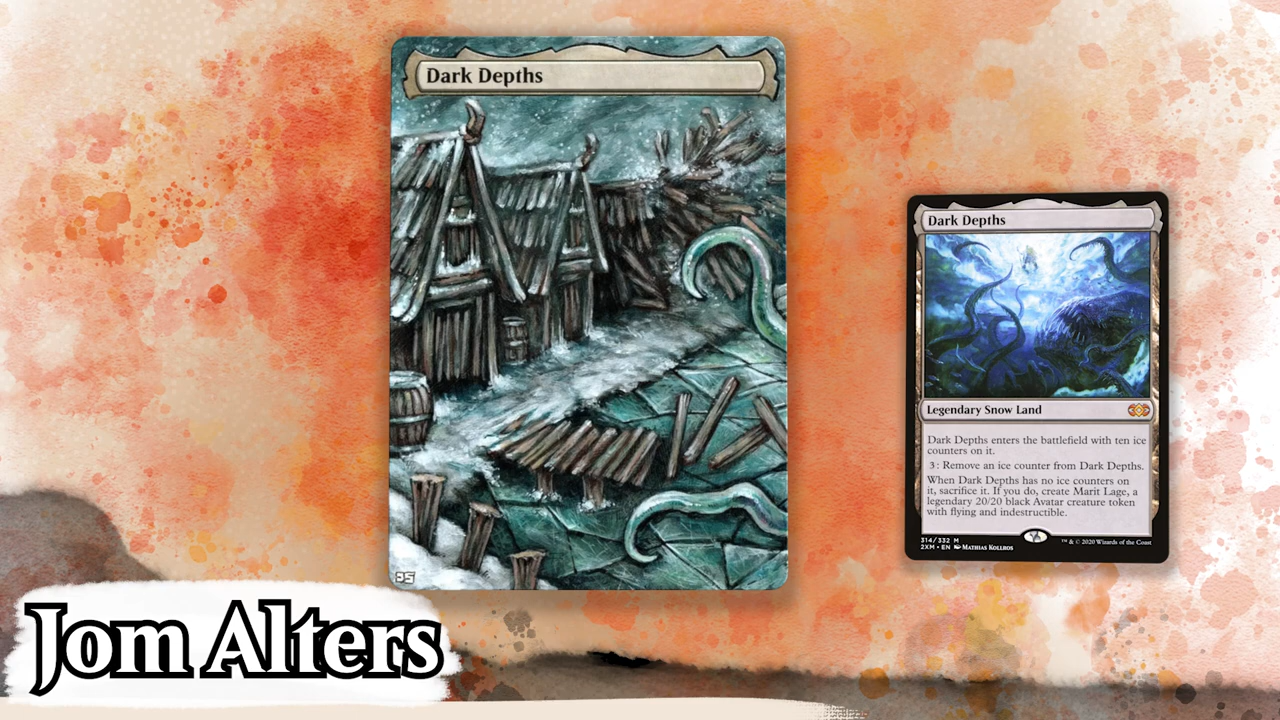 Dark Depths
Dark Depths
Legendary Snow Land
Dark Depths enters the battlefield with ten ice
counters on it.
3: Remove an ice counter from Dark Depths.
When Dark Depths has no ice counters on
it, sacrifice it. If you do, create Marit Lage, a
legendary 20/20 black Avatar creature token
with flying and indestructible.
314/332 M
2XM • EN Mathias Kollros
™ & © 2020 Wizards of the Coast
Jom Alters